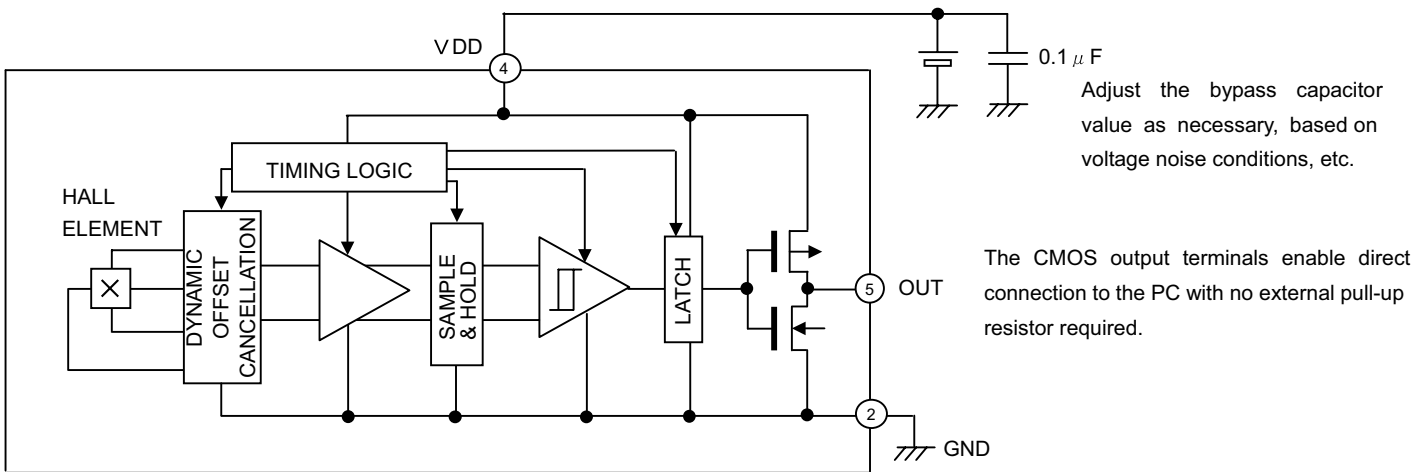 VDD
4
0.1 μ F
Adjust the bypass capacitor
value as necessary, based on
voltage noise conditions, etc.
TIMING LOGIC
HALL
ELEMENT
DYNAMIC
OFFSET
CANCELLATION
SAMPLE
& HOLD
LATCH
The CMOS output terminals enable direct
connection to the PC with no external pull-up
resistor required.
5
OUT
2
GND